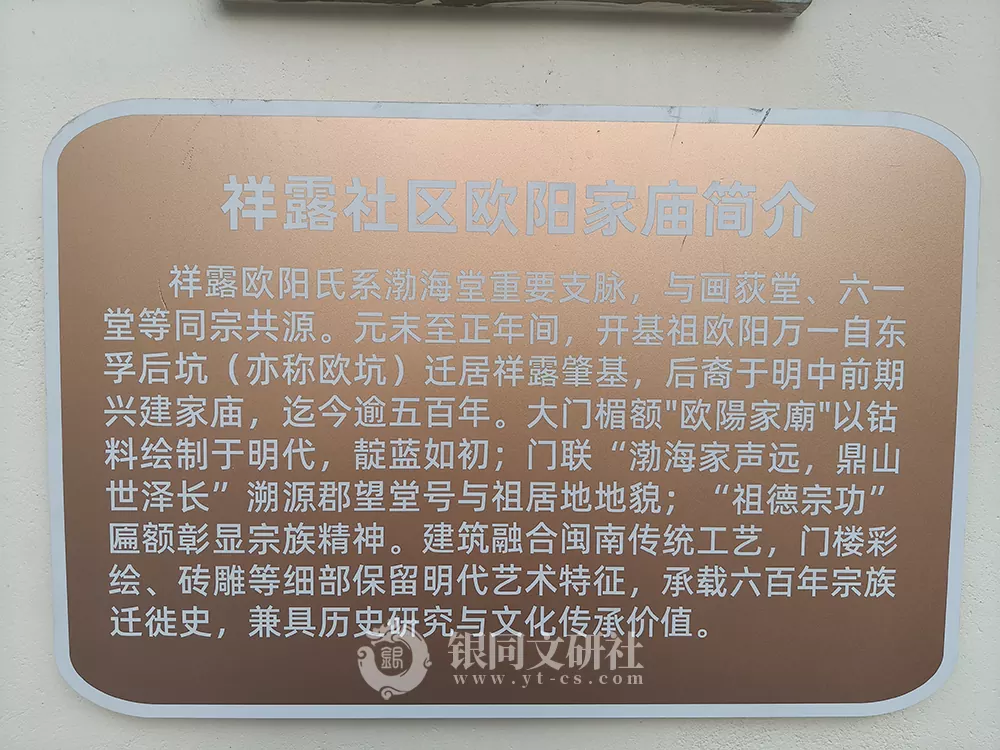 祥露社区欧阳家庙简介
祥露欧阳氏系渤海堂重要支脉，与画荻堂、六一
堂等同宗共源。元末至正年间，开基祖欧阳万一自东
孚后坑（亦称欧坑）迁居祥露肇基，后裔于明中前期
兴建家庙，迄今逾五百年。大门楣额"欧陽家廟"以钴
料绘制于明代，靛蓝如初；门联“渤海家声远，鼎山
世泽长”溯源郡望堂号与祖居地地貌；“祖德宗功”
匾额彰显宗族精神。建筑融合闽南传统工艺，门楼彩
绘、砖雕等细部保留明代艺术特征，承载六百年宗族
迁徙史，兼具历史研究与文化传承价值。
銀
银同文研社
www.yt-cs.com